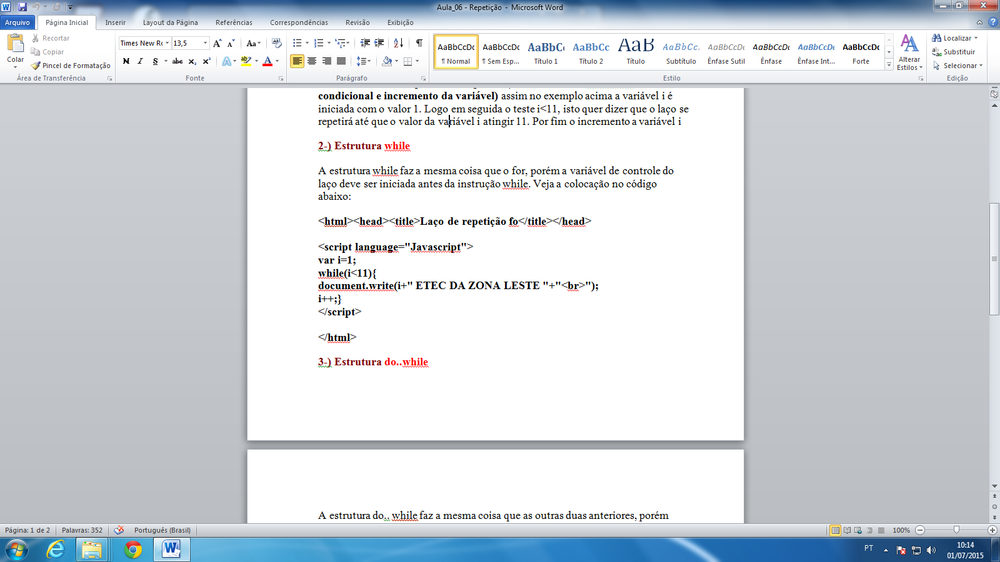 Aula_06 - Repetição - Microsoft Word
Arquivo Página Inicial Inserir Layout da Página Referências Correspondências Revisão Exibição
Colar
Recortar
Copiar
Pincel de Formatação
Área de Transferência
Times New Ro 13,5
N I S abc x₂ x²
Fonte
Parágrafo
AaBbCcDc AaBbCcDc AaBbCc AaBbCc AaB AaBbCc. AaBbCcDc AaBbCcDc AaBbCcDc AaBbCcDc
¶ Normal ¶ Sem Esp... Título 1 Título 2 Título Subtítulo Ênfase Sutil Ênfase Ênfase Int... Forte
Estilo
Alterar
Estilos
Localizar
Substituir
Selecionar
Edição
condicional e incremento da variável) assim no exemplo acima a variável i é
iniciada com o valor 1. Logo em seguida o teste i<11, isto quer dizer que o laço se
repetirá até que o valor da variável i atingir 11. Por fim o incremento a variável i
2-) Estrutura while
A estrutura while faz a mesma coisa que o for, porém a variável de controle do
laço deve ser iniciada antes da instrução while. Veja a colocação no código
abaixo:
<html><head><title>Laço de repetição fo</title></head>
<script language="Javascript">
var i=1;
while(i<11){
document.write(i+" ETEC DA ZONA LESTE "+"<br>");
i++;}
</script>
</html>
3-) Estrutura do..while
A estrutura do.. while faz a mesma coisa que as outras duas anteriores, porém
Página: 1 de 2 Palavras: 352 Português (Brasil) 100%
PT 10:14
01/07/2015